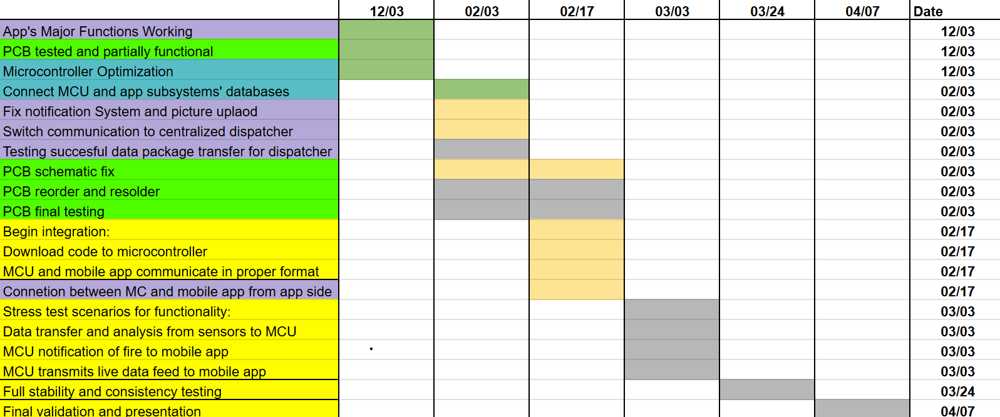 12/03 02/03 02/17 03/03 03/24 04/07 Date
App's Major Functions Working 12/03
PCB tested and partially functional 12/03
Microcontroller Optimization 12/03
Connect MCU and app subsystems' databases 02/03
Fix notification System and picture uplaod 02/03
Switch communication to centralized dispatcher 02/03
Testing succesful data package transfer for dispatcher 02/03
PCB schematic fix 02/03
PCB reorder and resolder 02/03
PCB final testing 02/03
Begin integration: 02/17
Download code to microcontroller 02/17
MCU and mobile app communicate in proper format 02/17
Connetion between MC and mobile app from app side 02/17
Stress test scenarios for functionality: 03/03
Data transfer and analysis from sensors to MCU 03/03
MCU notification of fire to mobile app 03/03
MCU transmits live data feed to mobile app 03/03
Full stability and consistency testing 03/24
Final validation and presentation 04/07